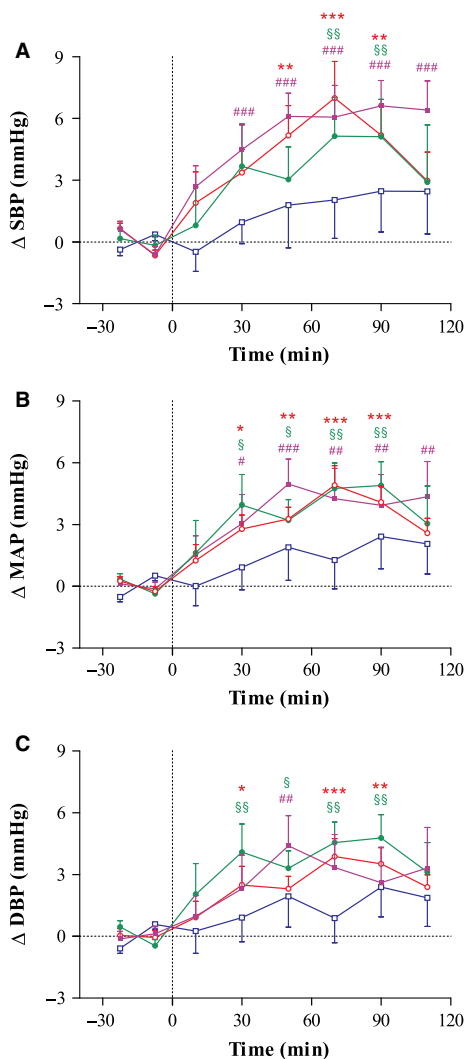 A
***
** §§ **
§§
### ### ### ### ### ###
9
6
3
0
−3
Δ SBP (mmHg)
−30 0 30 60 90 120
Time (min)
B
* ** *** ***
§ § §§ §§
# ### ## ## ##
9
6
3
0
−3
Δ MAP (mmHg)
−30 0 30 60 90 120
Time (min)
C
* § *** **
§§ ## §§ §§
9
6
3
0
−3
Δ DBP (mmHg)
−30 0 30 60 90 120
Time (min)